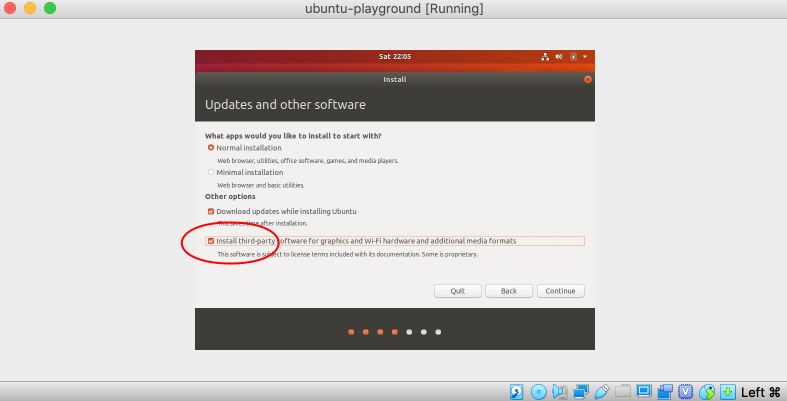 ubuntu-playground [Running]
Sat 22:05
Install
Updates and other software
What apps would you like to install to start with?
Normal installation
Web browser, utilities, office software, games, and media players.
Minimal installation
Web browser and basic utilities.
Other options
Download updates while installing Ubuntu
This saves time after installation.
Install third-party software for graphics and Wi-Fi hardware and additional media formats
This software is subject to license terms included with its documentation. Some is proprietary.
Quit Back Continue
Left ⌘